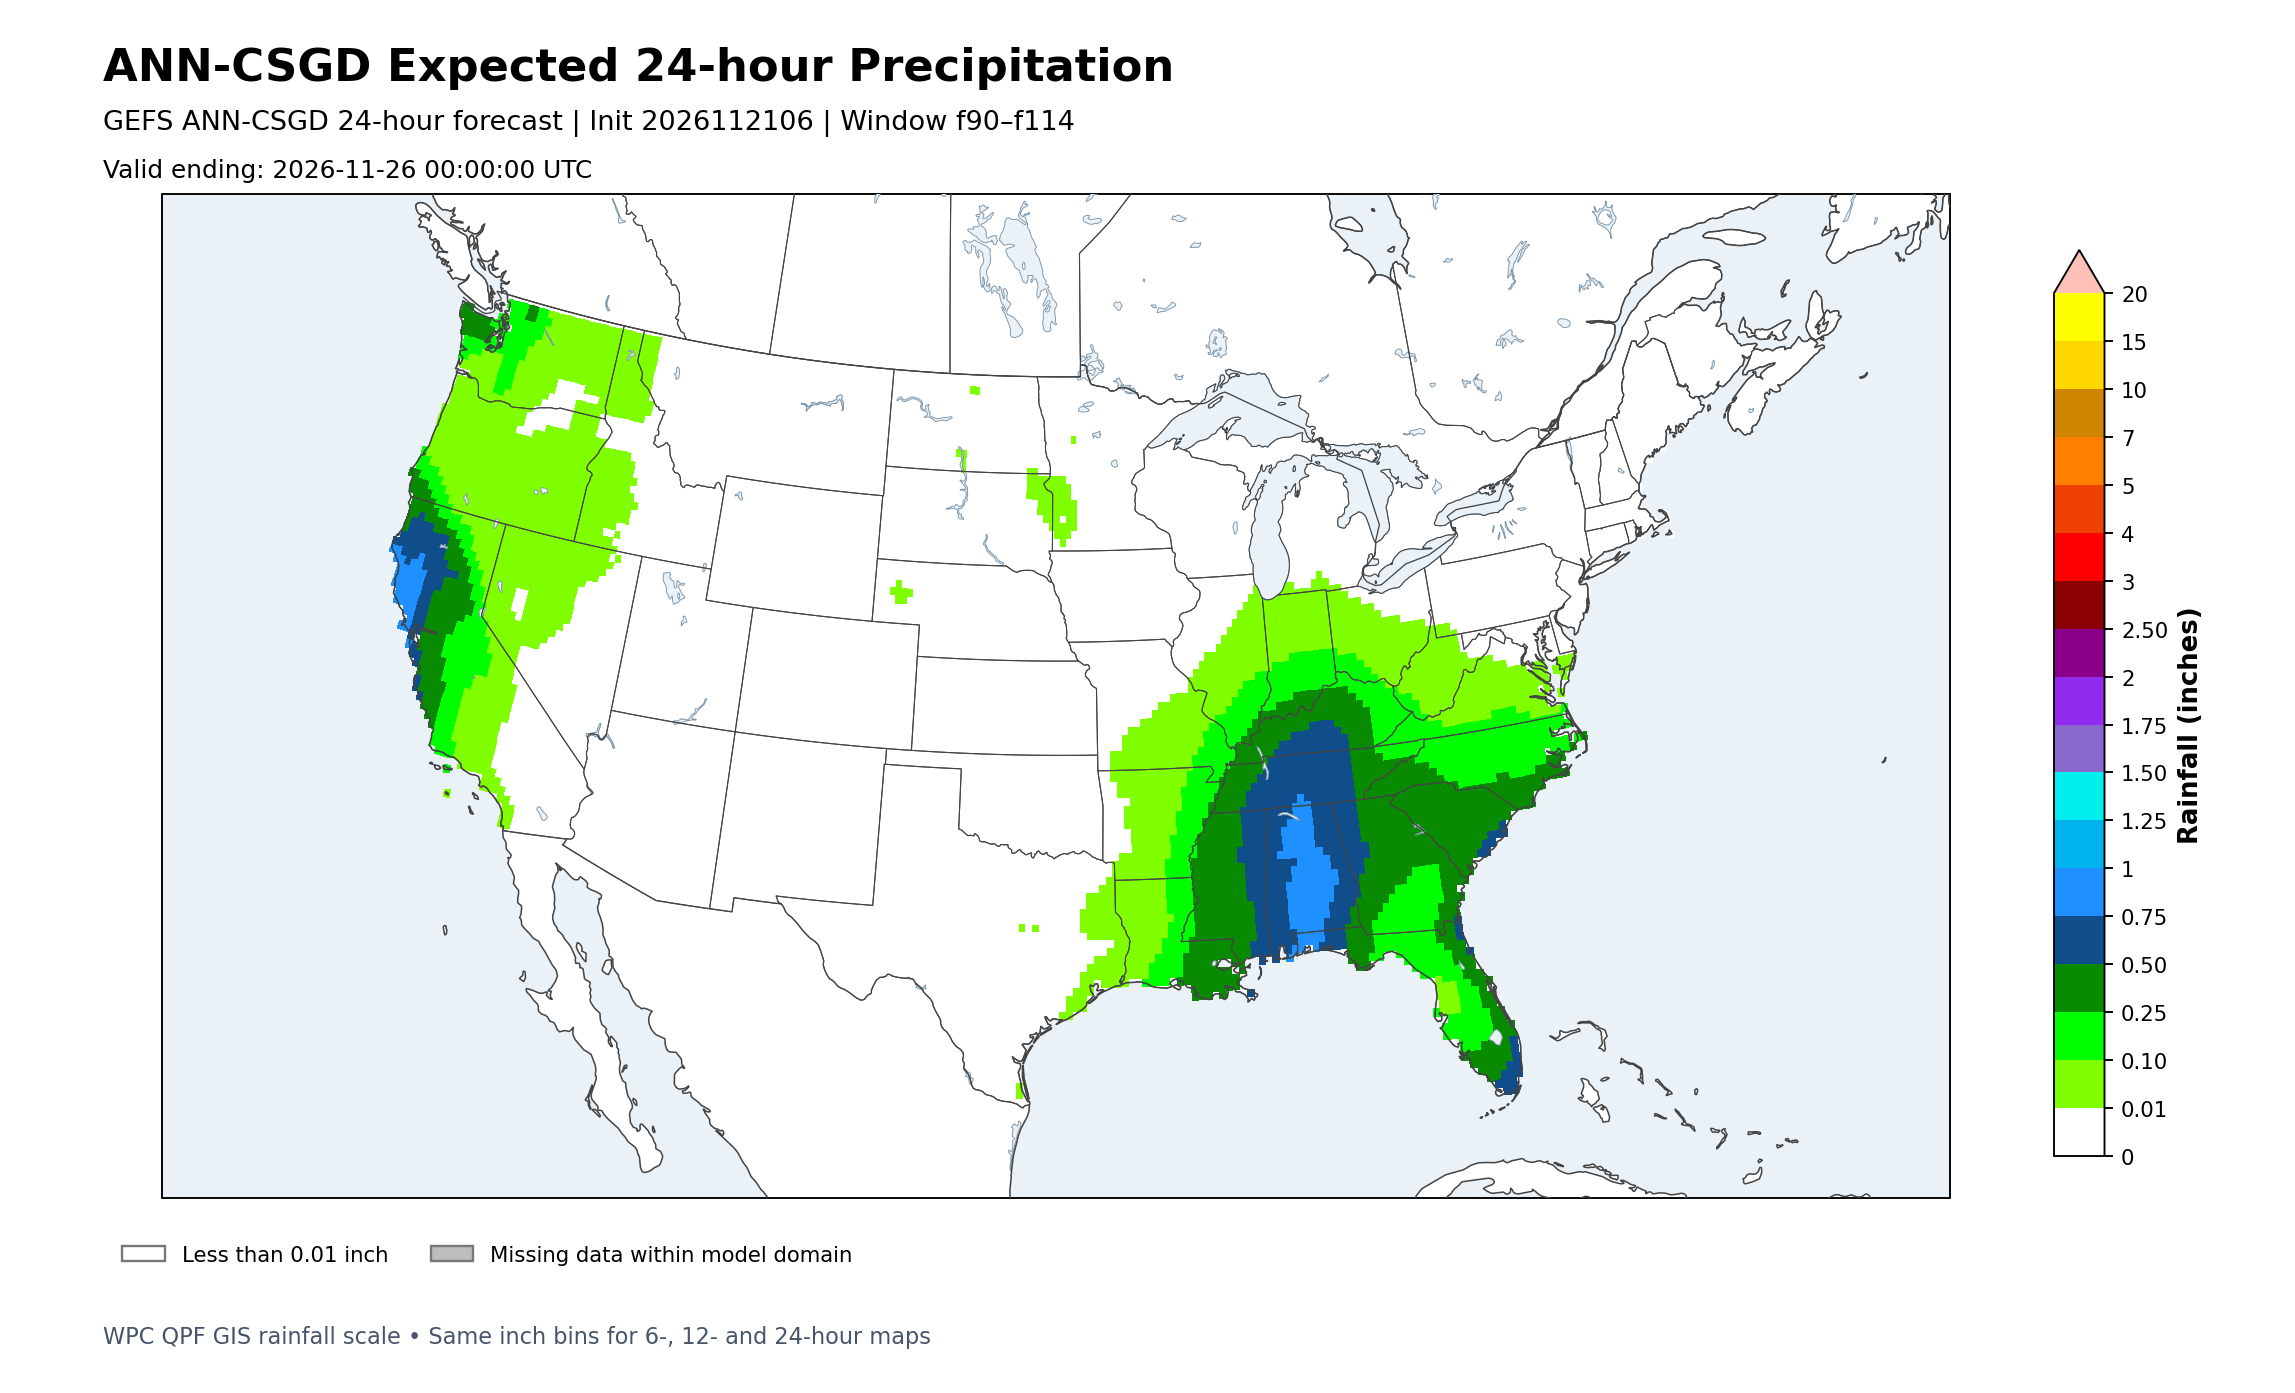 ANN-CSGD Expected 24-hour Precipitation
GEFS ANN-CSGD 24-hour forecast | Init 2026112106 | Window f90–f114
Valid ending: 2026-11-26 00:00:00 UTC
20
15
10
7
5
4
3
2.50
2
1.75
1.50
1.25
1
0.75
0.50
0.25
0.10
0.01
0
Rainfall (inches)
Less than 0.01 inch
Missing data within model domain
WPC QPF GIS rainfall scale • Same inch bins for 6-, 12- and 24-hour maps